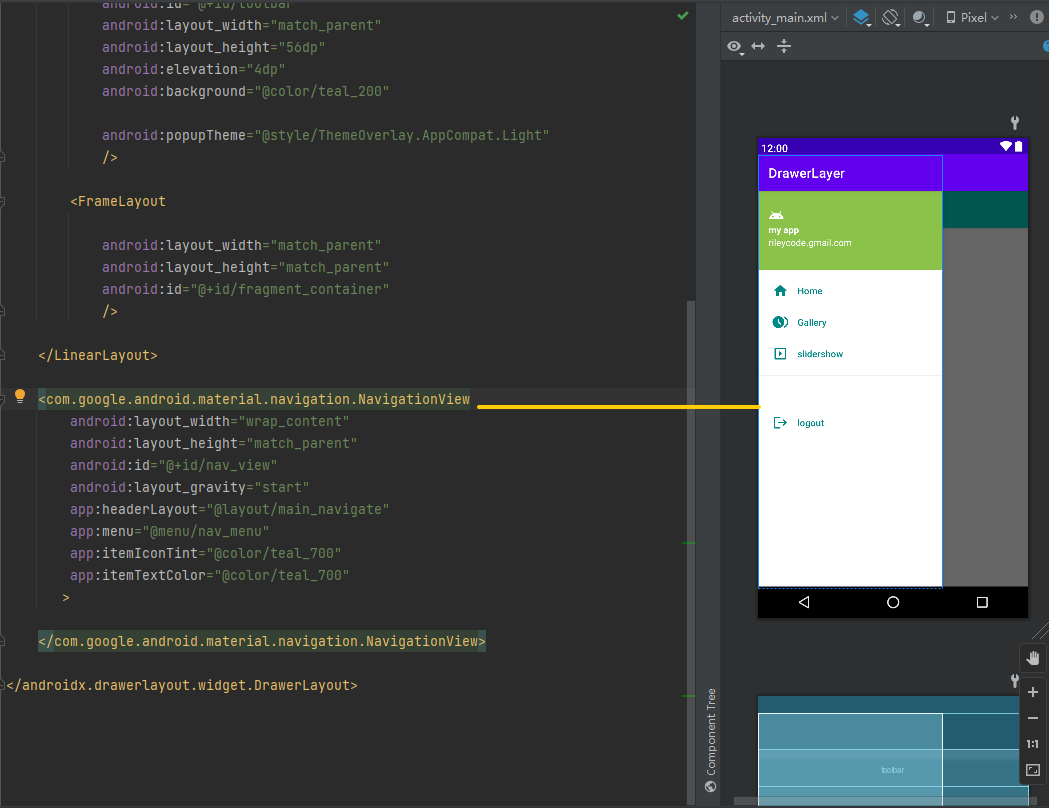 android:id="@+id/toolbar
android:layout_width="match_parent"
android:layout_height="56dp"
android:elevation="4dp"
android:background="@color/teal_200"
android:popupTheme="@style/ThemeOverlay.AppCompat.Light"
/>
<FrameLayout
android:layout_width="match_parent"
android:layout_height="match_parent"
android:id="@+id/fragment_container"
/>
</LinearLayout>
<com.google.android.material.navigation.NavigationView
android:layout_width="wrap_content"
android:layout_height="match_parent"
android:id="@+id/nav_view"
android:layout_gravity="start"
app:headerLayout="@layout/main_navigate"
app:menu="@menu/nav_menu"
app:itemIconTint="@color/teal_700"
app:itemTextColor="@color/teal_700"
>
</com.google.android.material.navigation.NavigationView>
</androidx.drawerlayout.widget.DrawerLayout>
Component Tree
activity_main.xml
Pixel
12:00
DrawerLayer
my app
rileycode.gmail.com
Home
Gallery
slidershow
logout
1:1
toolbar